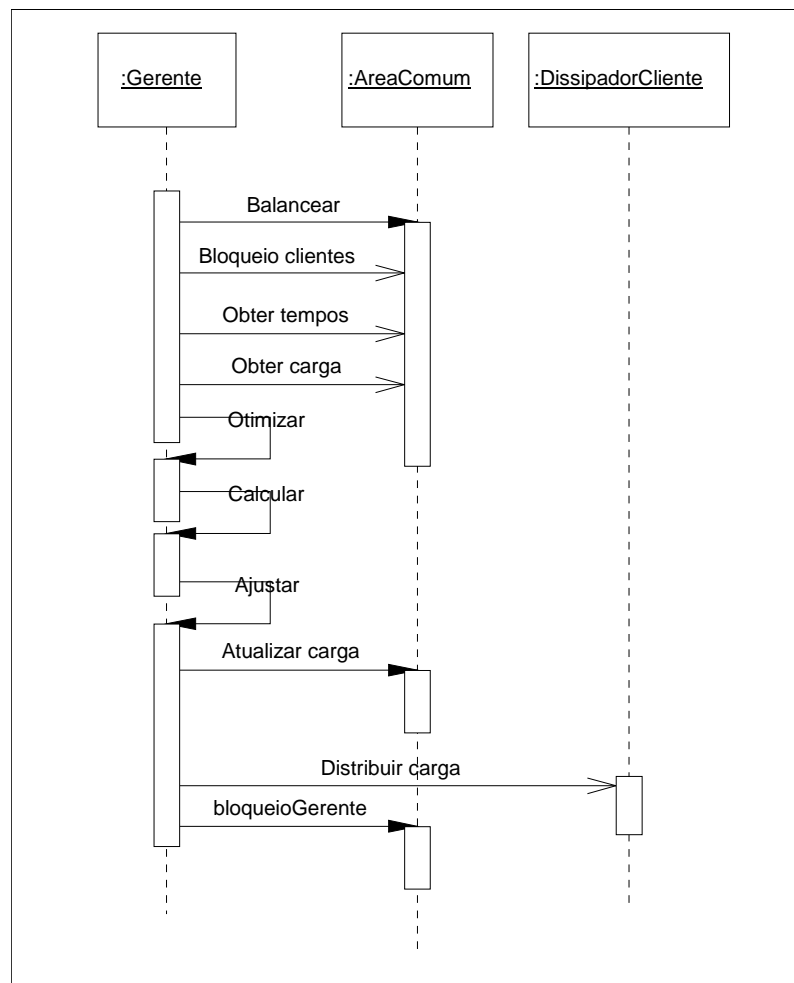 :Gerente
:AreaComum
:DissipadorCliente
Balancear
Bloqueio clientes
Obter tempos
Obter carga
Otimizar
Calcular
Ajustar
Atualizar carga
Distribuir carga
bloqueioGerente